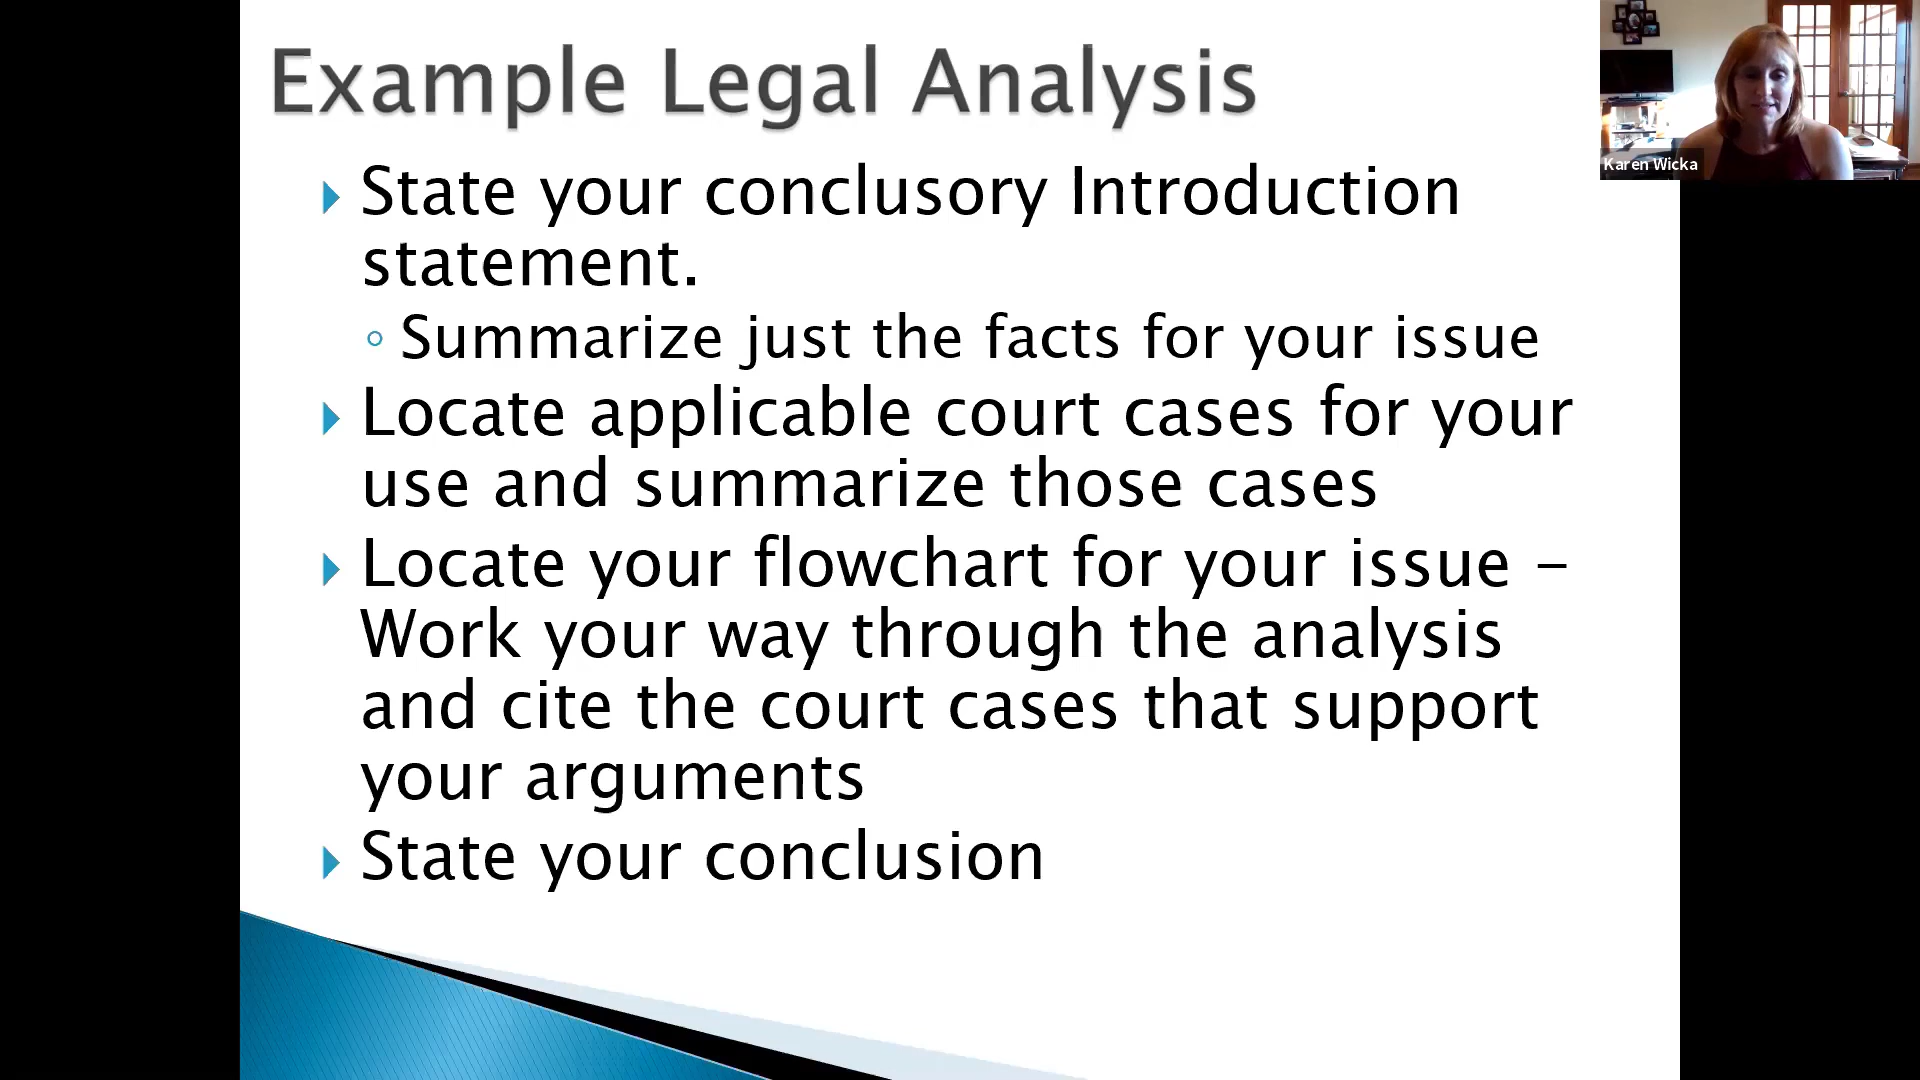 Example Legal Analysis
State your conclusory Introduction
statement.
Summarize just the facts for your issue
Locate applicable court cases for your
use and summarize those cases
Locate your flowchart for your issue –
Work your way through the analysis
and cite the court cases that support
your arguments
State your conclusion
Karen Wicka